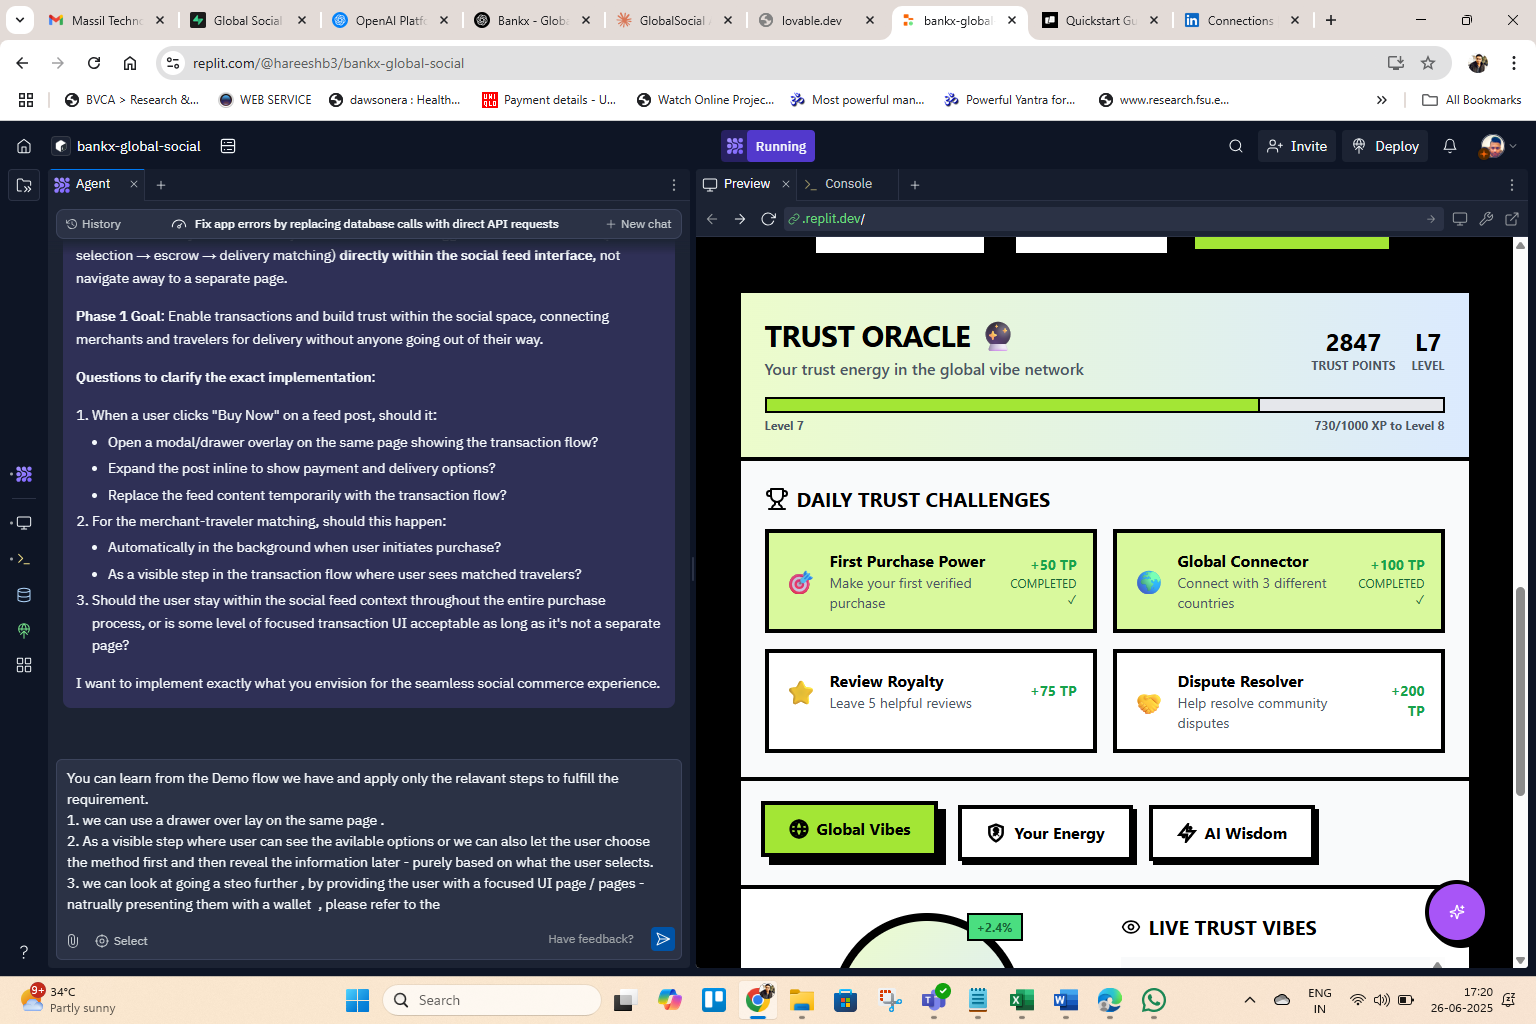 Massil Techno
Global Social
OpenAI Platf
Bankx - Globa
GlobalSocial
lovable.dev
bankx-global
Quickstart Gu
Connections
replit.com/@hareeshb3/bankx-global-social
BVCA > Research &...
WEB SERVICE
dawsonera : Health...
Payment details - U...
Watch Online Projec...
Most powerful man...
Powerful Yantra for...
www.research.fsu.e...
All Bookmarks
bankx-global-social
Running
Invite
Deploy
Agent
Preview
Console
History
Fix app errors by replacing database calls with direct API requests
New chat
.replit.dev/
selection → escrow → delivery matching) directly within the social feed interface, not
navigate away to a separate page.
Phase 1 Goal: Enable transactions and build trust within the social space, connecting
merchants and travelers for delivery without anyone going out of their way.
Questions to clarify the exact implementation:
1. When a user clicks "Buy Now" on a feed post, should it:
• Open a modal/drawer overlay on the same page showing the transaction flow?
• Expand the post inline to show payment and delivery options?
• Replace the feed content temporarily with the transaction flow?
2. For the merchant-traveler matching, should this happen:
• Automatically in the background when user initiates purchase?
• As a visible step in the transaction flow where user sees matched travelers?
3. Should the user stay within the social feed context throughout the entire purchase
process, or is some level of focused transaction UI acceptable as long as it's not a separate
page?
I want to implement exactly what you envision for the seamless social commerce experience.
You can learn from the Demo flow we have and apply only the relavant steps to fulfill the
requirement.
1. we can use a drawer over lay on the same page .
2. As a visible step where user can see the avilable options or we can also let the user choose
the method first and then reveal the information later - purely based on what the user selects.
3. we can look at going a steo further , by providing the user with a focused UI page / pages -
natrually presenting them with a wallet  , please refer to the
Select
Have feedback?
TRUST ORACLE
Your trust energy in the global vibe network
2847
TRUST POINTS
L7
LEVEL
Level 7
730/1000 XP to Level 8
DAILY TRUST CHALLENGES
First Purchase Power
Make your first verified
purchase
+50 TP
COMPLETED
✓
Global Connector
Connect with 3 different
countries
+100 TP
COMPLETED
✓
Review Royalty
Leave 5 helpful reviews
+75 TP
Dispute Resolver
Help resolve community
disputes
+200
TP
Global Vibes
Your Energy
AI Wisdom
+2.4%
LIVE TRUST VIBES
9+
34°C
Partly sunny
Search
ENG
IN
17:20
26-06-2025